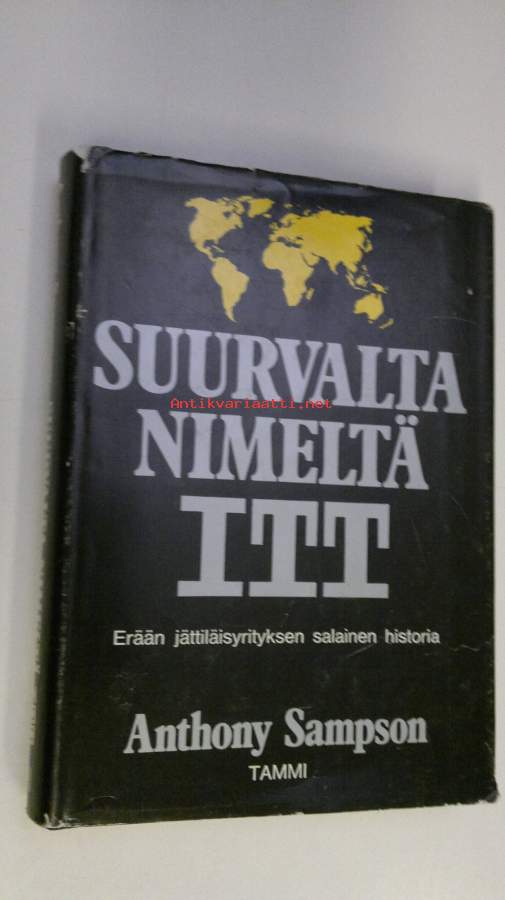 SUURVALTA
Antikvariaatti.net
NIMELTÄ
ITT
Erään jättiläisyrityksen salainen historia
Anthony Sampson
TAMMI